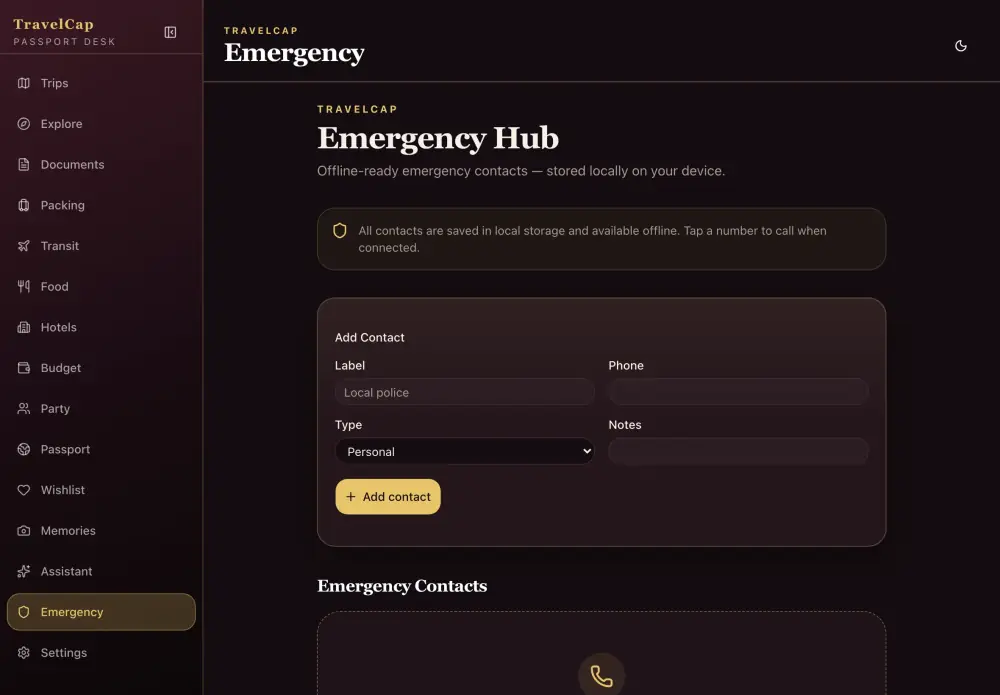 TravelCap
PASSPORT DESK
Trips
Explore
Documents
Packing
Transit
Food
Hotels
Budget
Party
Passport
Wishlist
Memories
Assistant
Emergency
Settings
TRAVELCAP
Emergency
TRAVELCAP
Emergency Hub
Offline-ready emergency contacts — stored locally on your device.
All contacts are saved in local storage and available offline. Tap a number to call when
connected.
Add Contact
Label
Phone
Local police
Type
Notes
Personal
+ Add contact
Emergency Contacts